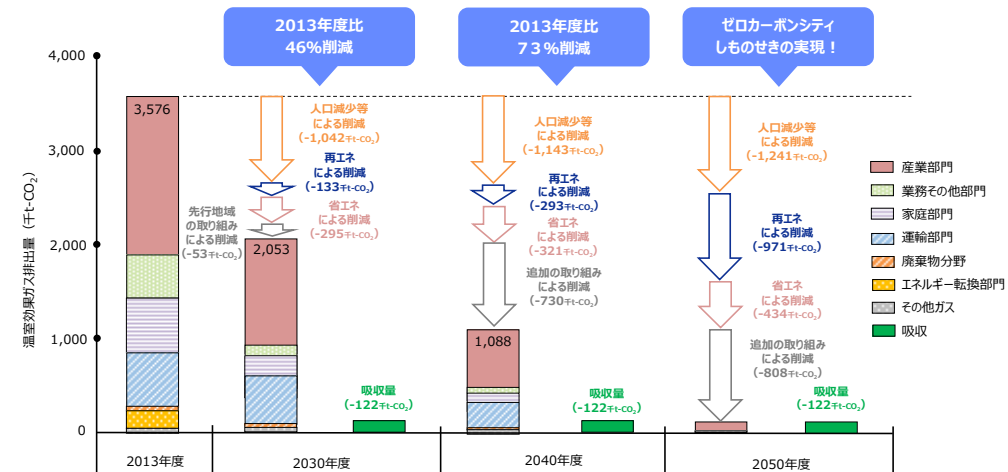 2013年度比
46%削減
2013年度比
73%削減
ゼロカーボンシティ
しものせきの実現！
温室効果ガス排出量（千t-CO₂）
4,000
3,000
2,000
1,000
0
3,576
人口減少等
による削減
（-1,042千t-CO₂）
再エネ
による削減
（-133千t-CO₂）
省エネ
による削減
（-295千t-CO₂）
先行地域
の取り組み
による削減
（-53千t-CO₂）
2,053
吸収量
（-122千t-CO₂）
人口減少等
による削減
（-1,143千t-CO₂）
再エネ
による削減
（-293千t-CO₂）
省エネ
による削減
（-321千t-CO₂）
追加の取り組み
による削減
（-730千t-CO₂）
1,088
吸収量
（-122千t-CO₂）
人口減少等
による削減
（-1,241千t-CO₂）
再エネ
による削減
（-971千t-CO₂）
省エネ
による削減
（-434千t-CO₂）
追加の取り組み
による削減
（-808千t-CO₂）
吸収量
（-122千t-CO₂）
産業部門
業務その他部門
家庭部門
運輸部門
廃棄物分野
エネルギー転換部門
その他ガス
吸収
2013年度
2030年度
2040年度
2050年度